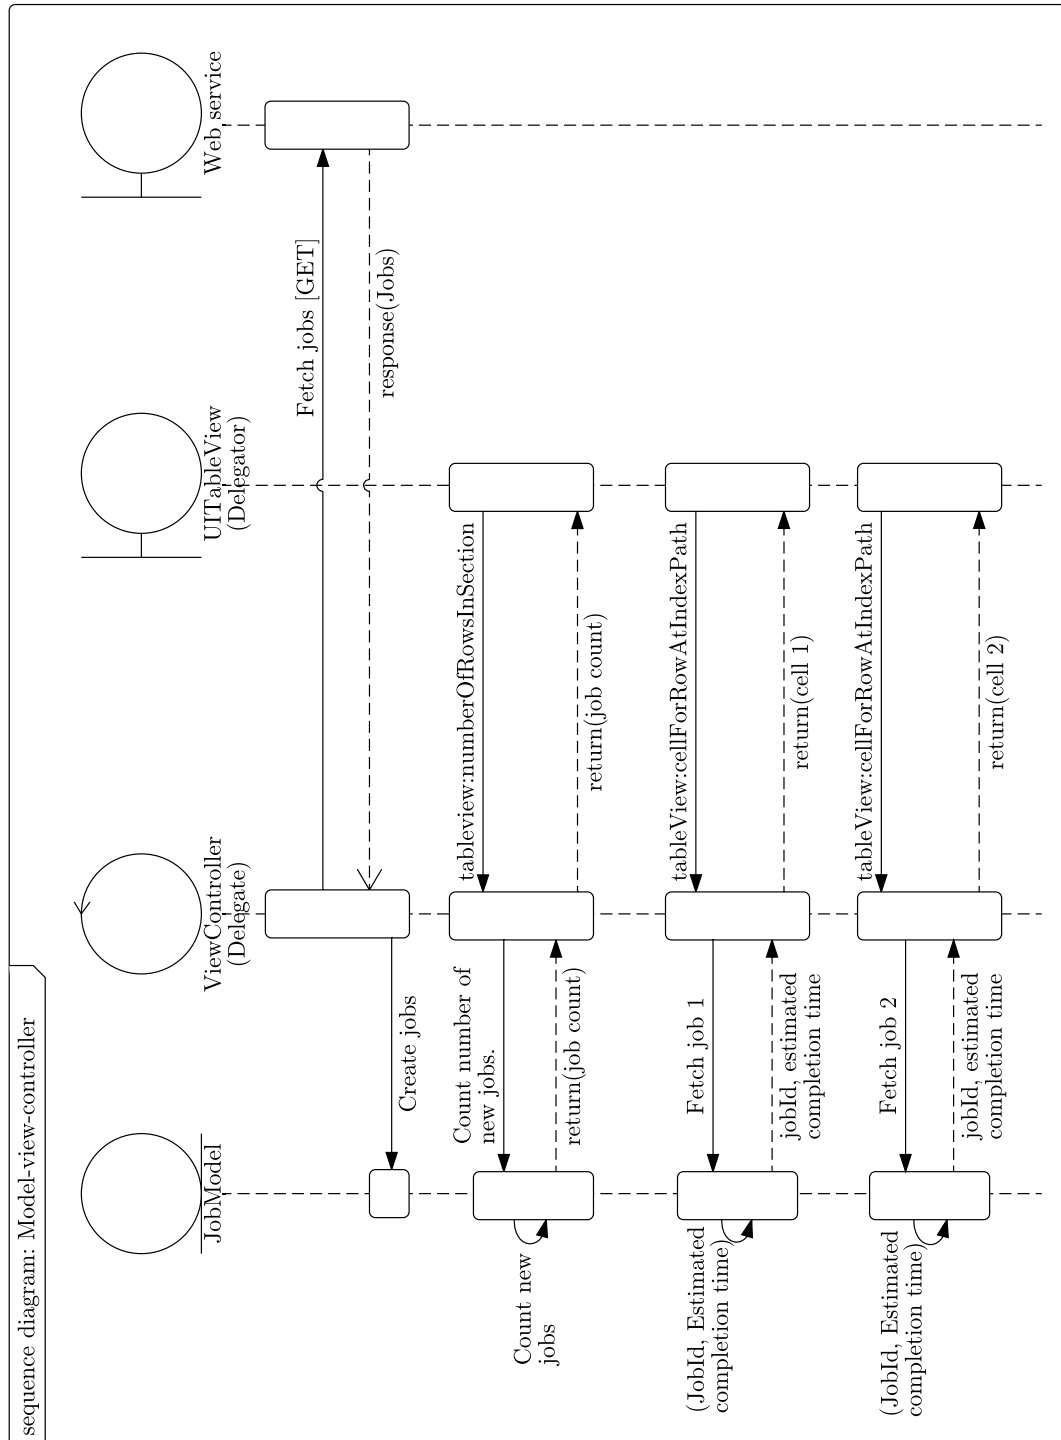 sequence diagram: Model-view-controller
JobModel
ViewController
(Delegate)
UITableView
(Delegator)
Web service
Fetch jobs [GET]
response(Jobs)
Create jobs
tableview:numberOfRowsInSection
Count number of
new jobs.
Count new
jobs
return(job count)
return(job count)
tableView:cellForRowAtIndexPath
Fetch job 1
(JobId, Estimated
completion time)
jobId, estimated
completion time
return(cell 1)
tableView:cellForRowAtIndexPath
Fetch job 2
(JobId, Estimated
completion time)
jobId, estimated
completion time
return(cell 2)